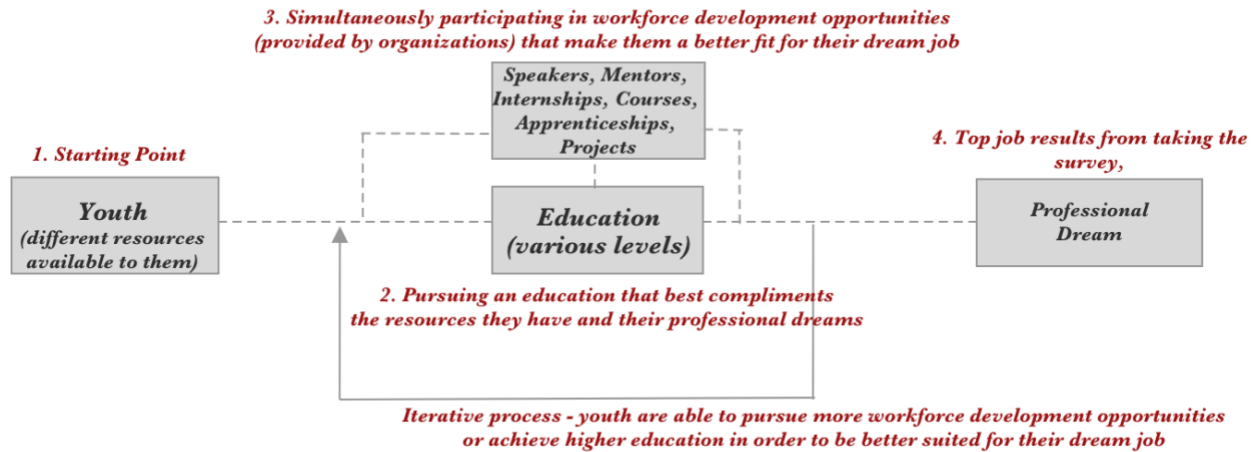 3. Simultaneously participating in workforce development opportunities
(provided by organizations) that make them a better fit for their dream job
Speakers, Mentors,
Internships, Courses,
Apprenticeships,
Projects
1. Starting Point
4. Top job results from taking the
survey,
Youth
(different resources
available to them)
Education
(various levels)
Professional
Dream
2. Pursuing an education that best compliments
the resources they have and their professional dreams
Iterative process - youth are able to pursue more workforce development opportunities
or achieve higher education in order to be better suited for their dream job